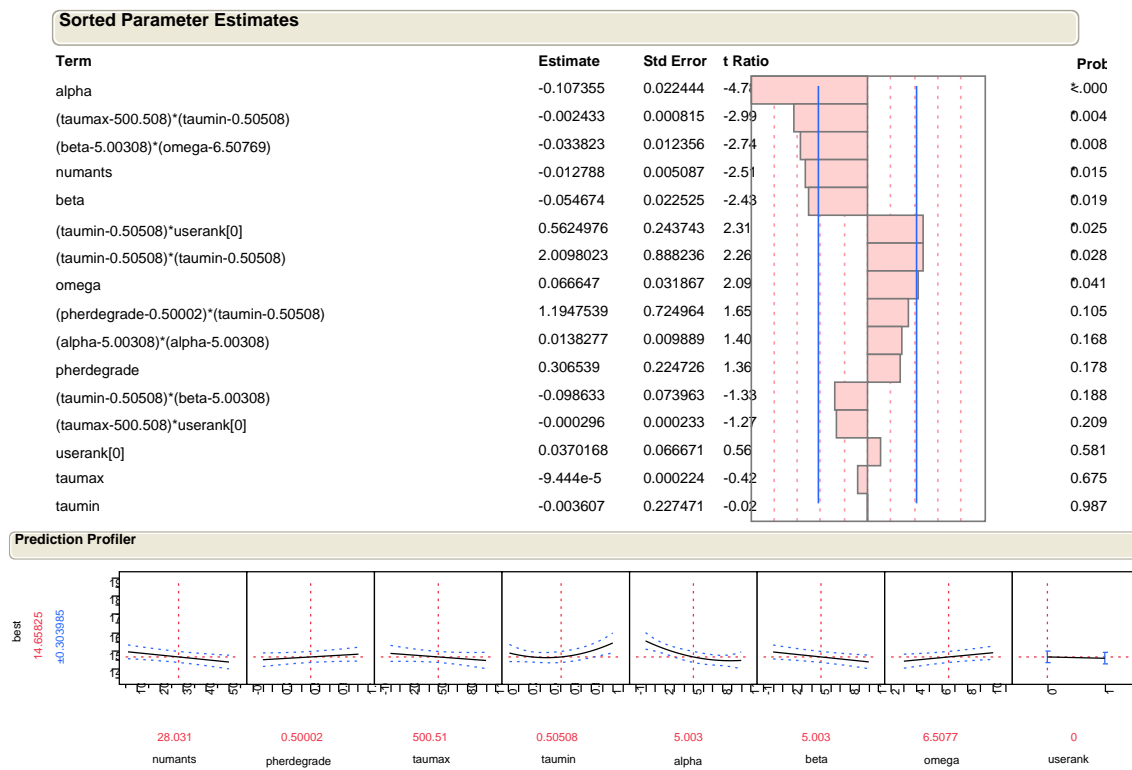 Sorted Parameter Estimates
Term Estimate Std Error t Ratio
alpha -0.107355 0.022444
(taumax-500.508)*(taumin-0.50508) -0.002433 0.000815 -2.99 0.004
(beta-5.00308)*(omega-6.50769) -0.033823 0.012356 -2.74 0.008
numants -0.012788 0.005087 -2.51 0.015
beta -0.054674 0.022525 -2.43 0.019
(taumin-0.50508)*userank[0] 0.5624976 0.243743 2.31 0.025
(taumin-0.50508)*(taumin-0.50508) 2.0098023 0.888236 2.26 0.028
omega 0.066647 0.031867 2.09 0.041
(pherdegrade-0.50002)*(taumin-0.50508) 1.1947539 0.724964 1.65 0.105
(alpha-5.00308)*(alpha-5.00308) 0.0138277 0.009889 1.40 0.168
pherdegrade 0.306539 0.224726 1.36 0.178
(taumin-0.50508)*(beta-5.00308) -0.098633 0.073963 -1.33 0.188
(taumax-500.508)*userank[0] -0.000296 0.000233 -1.27 0.209
userank[0] 0.0370168 0.066671 0.56 0.581
taumax -9.444e-5 0.000224 -0.42 0.675
taumin -0.003607 0.227471 -0.02 0.987
Prediction Profiler
best
14.65825
±0.303985
28.031 0.50002 500.51 0.50508 5.003 5.003 6.5077 0
numants pherdegrade taumax taumin alpha beta omega userank